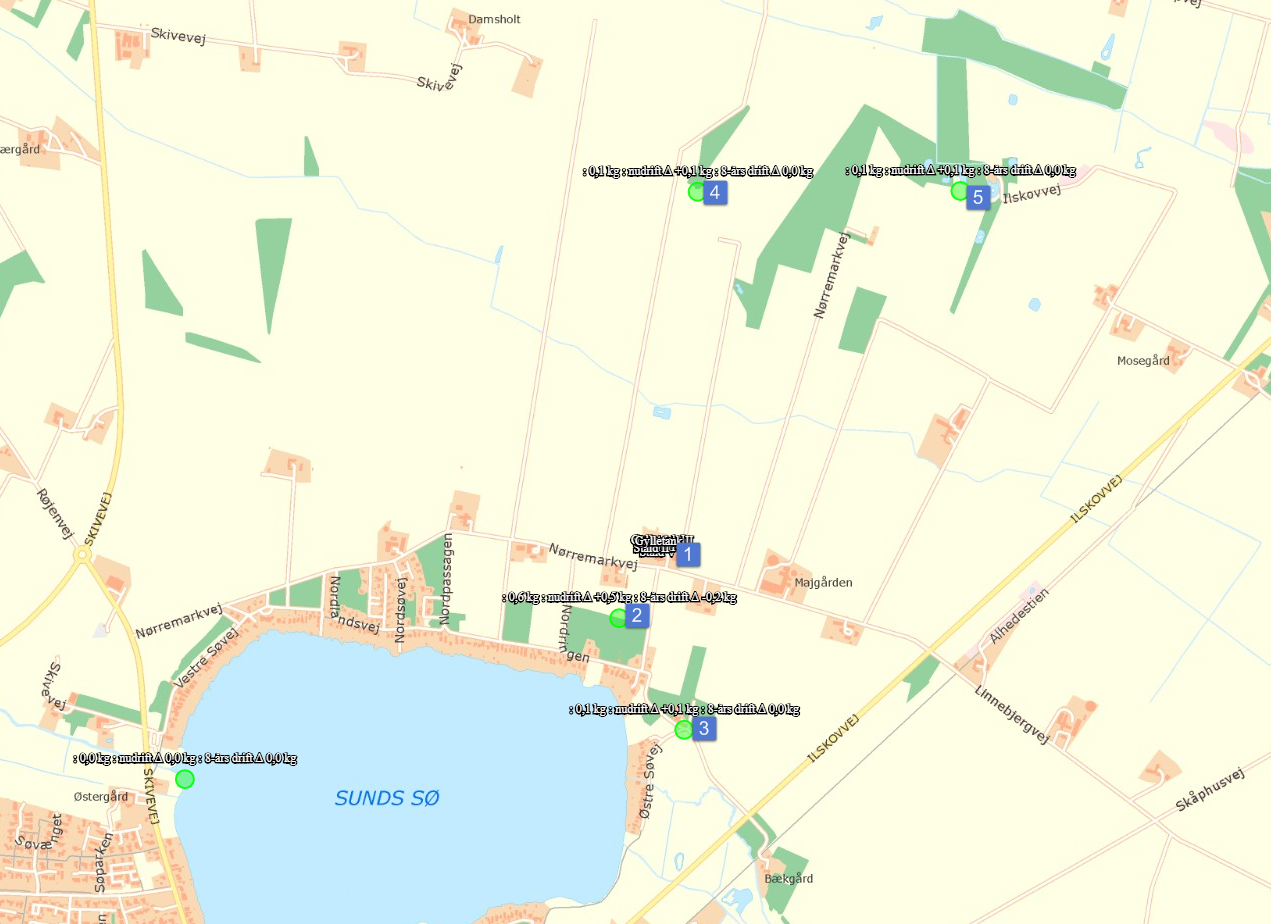 Damsholt
Skivevej
Skivevej
ærgård
: 0,1 kg : nudrift Δ +0,1 kg : 8-års drift Δ 0,0 kg
4
: 0,1 kg : nudrift Δ +0,1 kg : 8-års drift Δ 0,0 kg
5
Ilskovvej
Nørremarkvej
Mosegård
Røjenvej
SKIVEVEJ
ILSKOVVEJ
Gylletank
Stald
1
Nørremarkvej
Majgården
Nordpassagen
Nordlandsvej
Nordsøvej
: 0,6 kg : nudrift Δ +0,5 kg : 8-års drift Δ -0,2 kg
2
Nordrungen
Nørremarkvej
Vestre Søvej
Alhedestien
Skivevej
Linnebjergvej
: 0,1 kg : nudrift Δ +0,1 kg : 8-års drift Δ 0,0 kg
3
ILSKOVVEJ
: 0,0 kg : nudrift Δ 0,0 kg : 8-års drift Δ 0,0 kg
Østergård
SKIVEVEJ
SUNDS SØ
Østre Søvej
Skåphusvej
Søvænget
Søparken
Bækgård